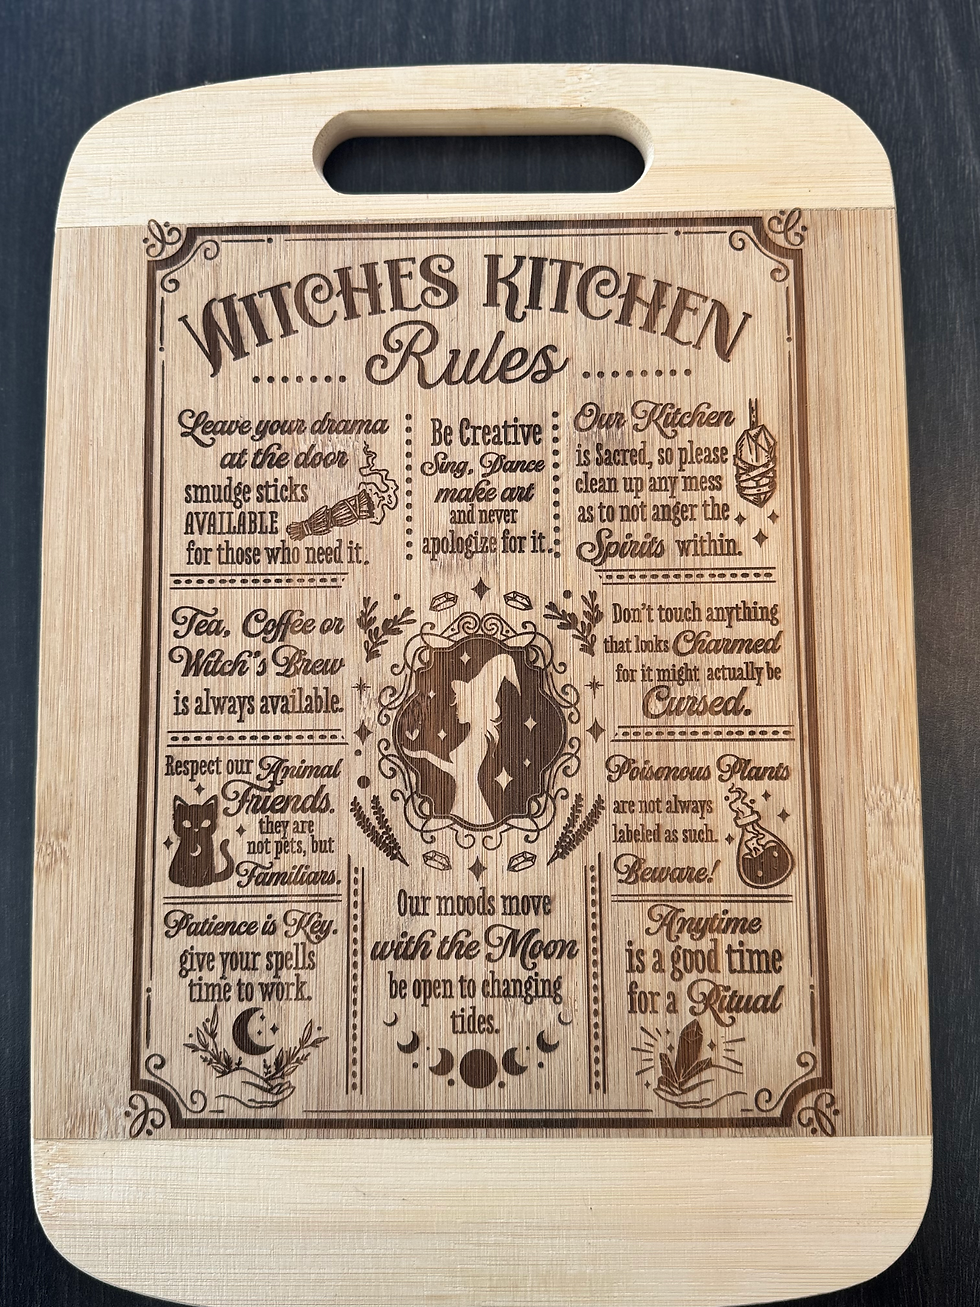 WITCHES KITCHEN
Rules
Leave your drama
at the door
smudge sticks
AVAILABLE
for those who need it.
Be Creative
Sing, Dance
make art
and never
apologize for it.
Our Kitchen
is Sacred, so please
clean up any mess
as to not anger the
Spirits within.
Tea, Coffee or
Witch's Brew
is always available.
Don't touch anything
that looks Charmed
for it might actually be
Cursed.
Respect our Animal
Friends.
they are
not pets, but
Familiars.
Poisonous Plants
are not always
labeled as such.
Beware!
Patience is Key.
give your spells
time to work.
Our moods move
with the Moon
be open to changing
tides.
Anytime
is a good time
for a Ritual